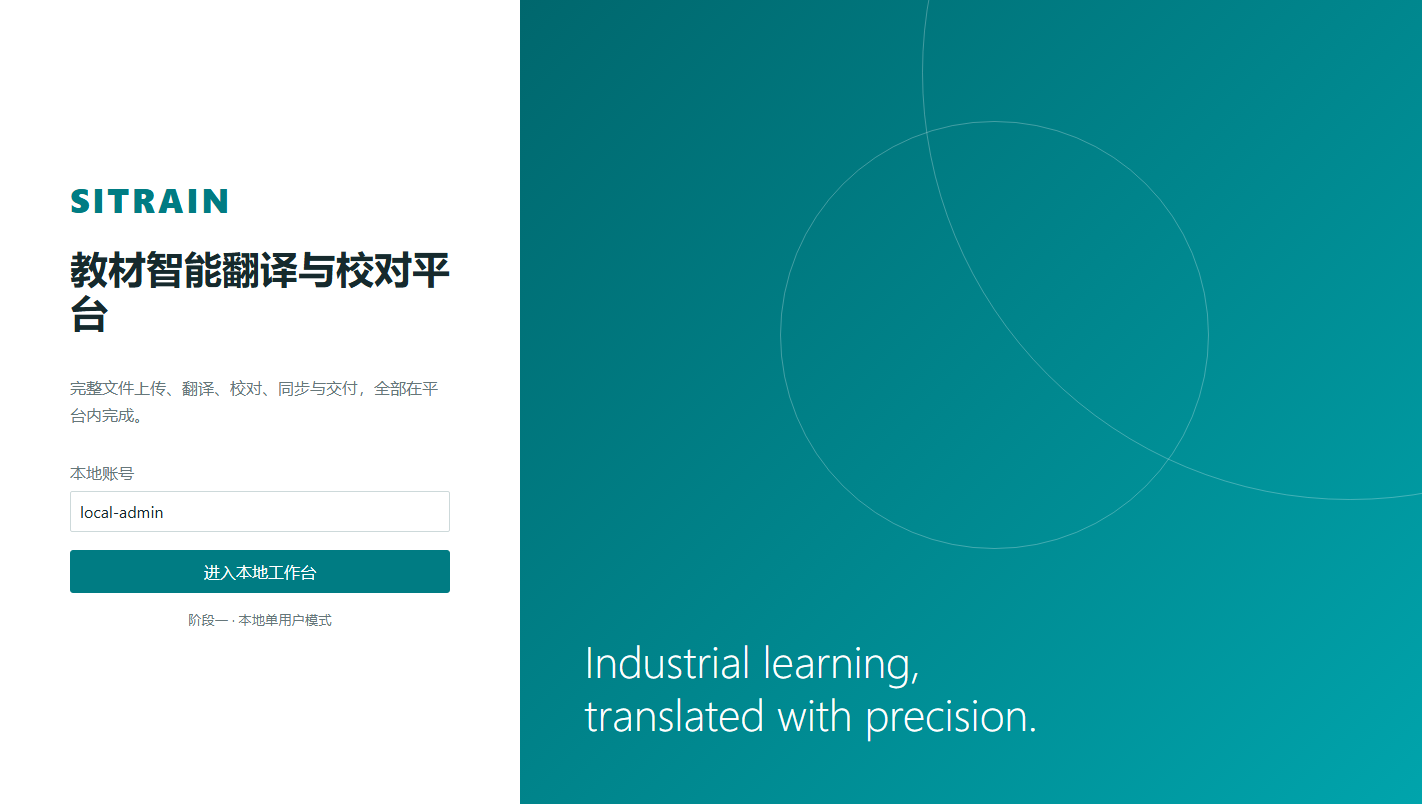 SITRAIN
教材智能翻译与校对平
台
完整文件上传、翻译、校对、同步与交付，全部在平
台内完成。
本地账号
local-admin
进入本地工作台
阶段一 · 本地单用户模式
Industrial learning,
translated with precision.